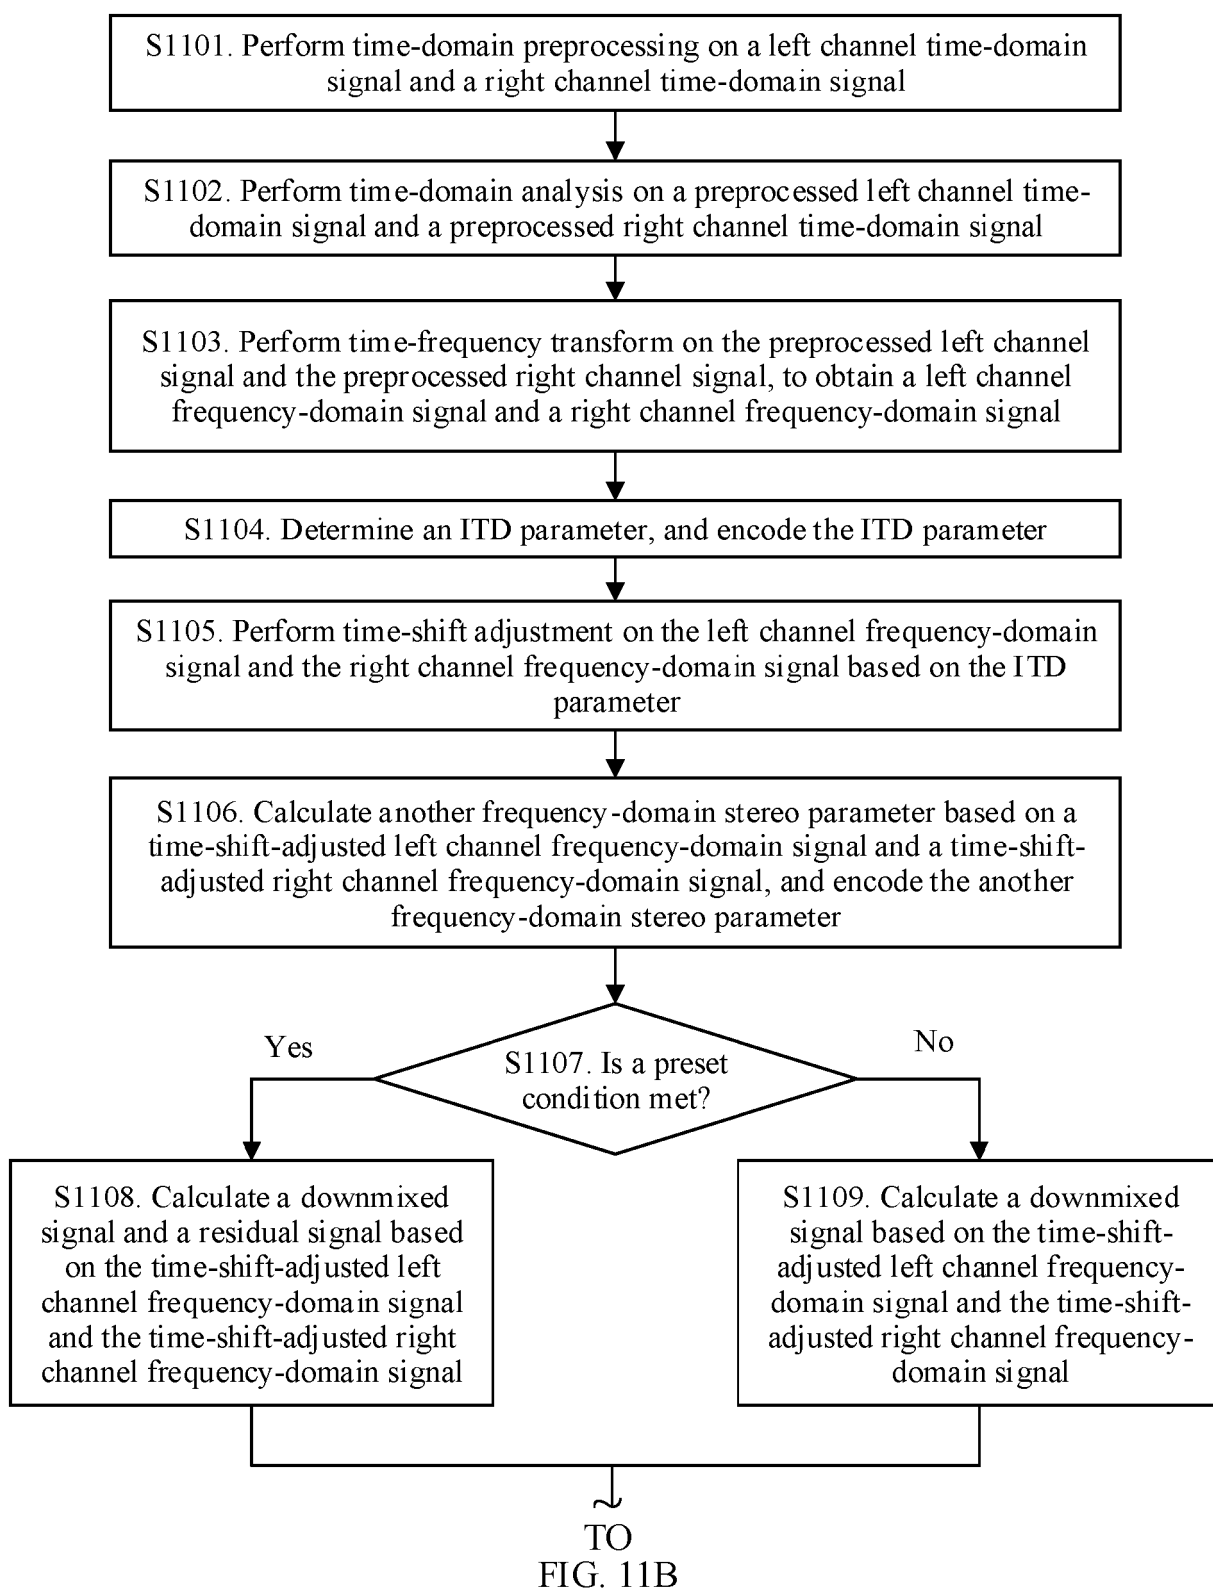 S1101. Perform time-domain preprocessing on a left channel time-domain
signal and a right channel time-domain signal
S1102. Perform time-domain analysis on a preprocessed left channel time-
domain signal and a preprocessed right channel time-domain signal
S1103. Perform time-frequency transform on the preprocessed left channel
signal and the preprocessed right channel signal, to obtain a left channel
frequency-domain signal and a right channel frequency-domain signal
S1104. Determine an ITD parameter, and encode the ITD parameter
S1105. Perform time-shift adjustment on the left channel frequency-domain
signal and the right channel frequency-domain signal based on the ITD
parameter
S1106. Calculate another frequency-domain stereo parameter based on a
time-shift-adjusted left channel frequency-domain signal and a time-shift-
adjusted right channel frequency-domain signal, and encode the another
frequency-domain stereo parameter
Yes
No
S1107. Is a preset
condition met?
S1108. Calculate a downmixed
signal and a residual signal based
on the time-shift-adjusted left
channel frequency-domain signal
and the time-shift-adjusted right
channel frequency-domain signal
S1109. Calculate a downmixed
signal based on the time-shift-
adjusted left channel frequency-
domain signal and the time-shift-
adjusted right channel frequency-
domain signal
TO
FIG. 11B